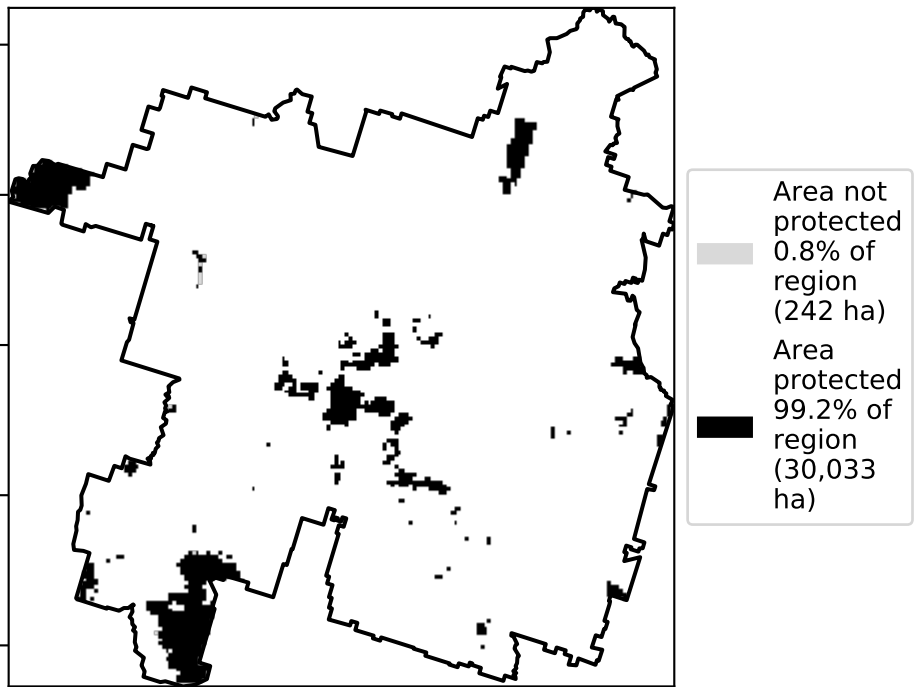 Area not
protected
0.8% of
region
(242 ha)
Area
protected
99.2% of
region
(30,033
ha)